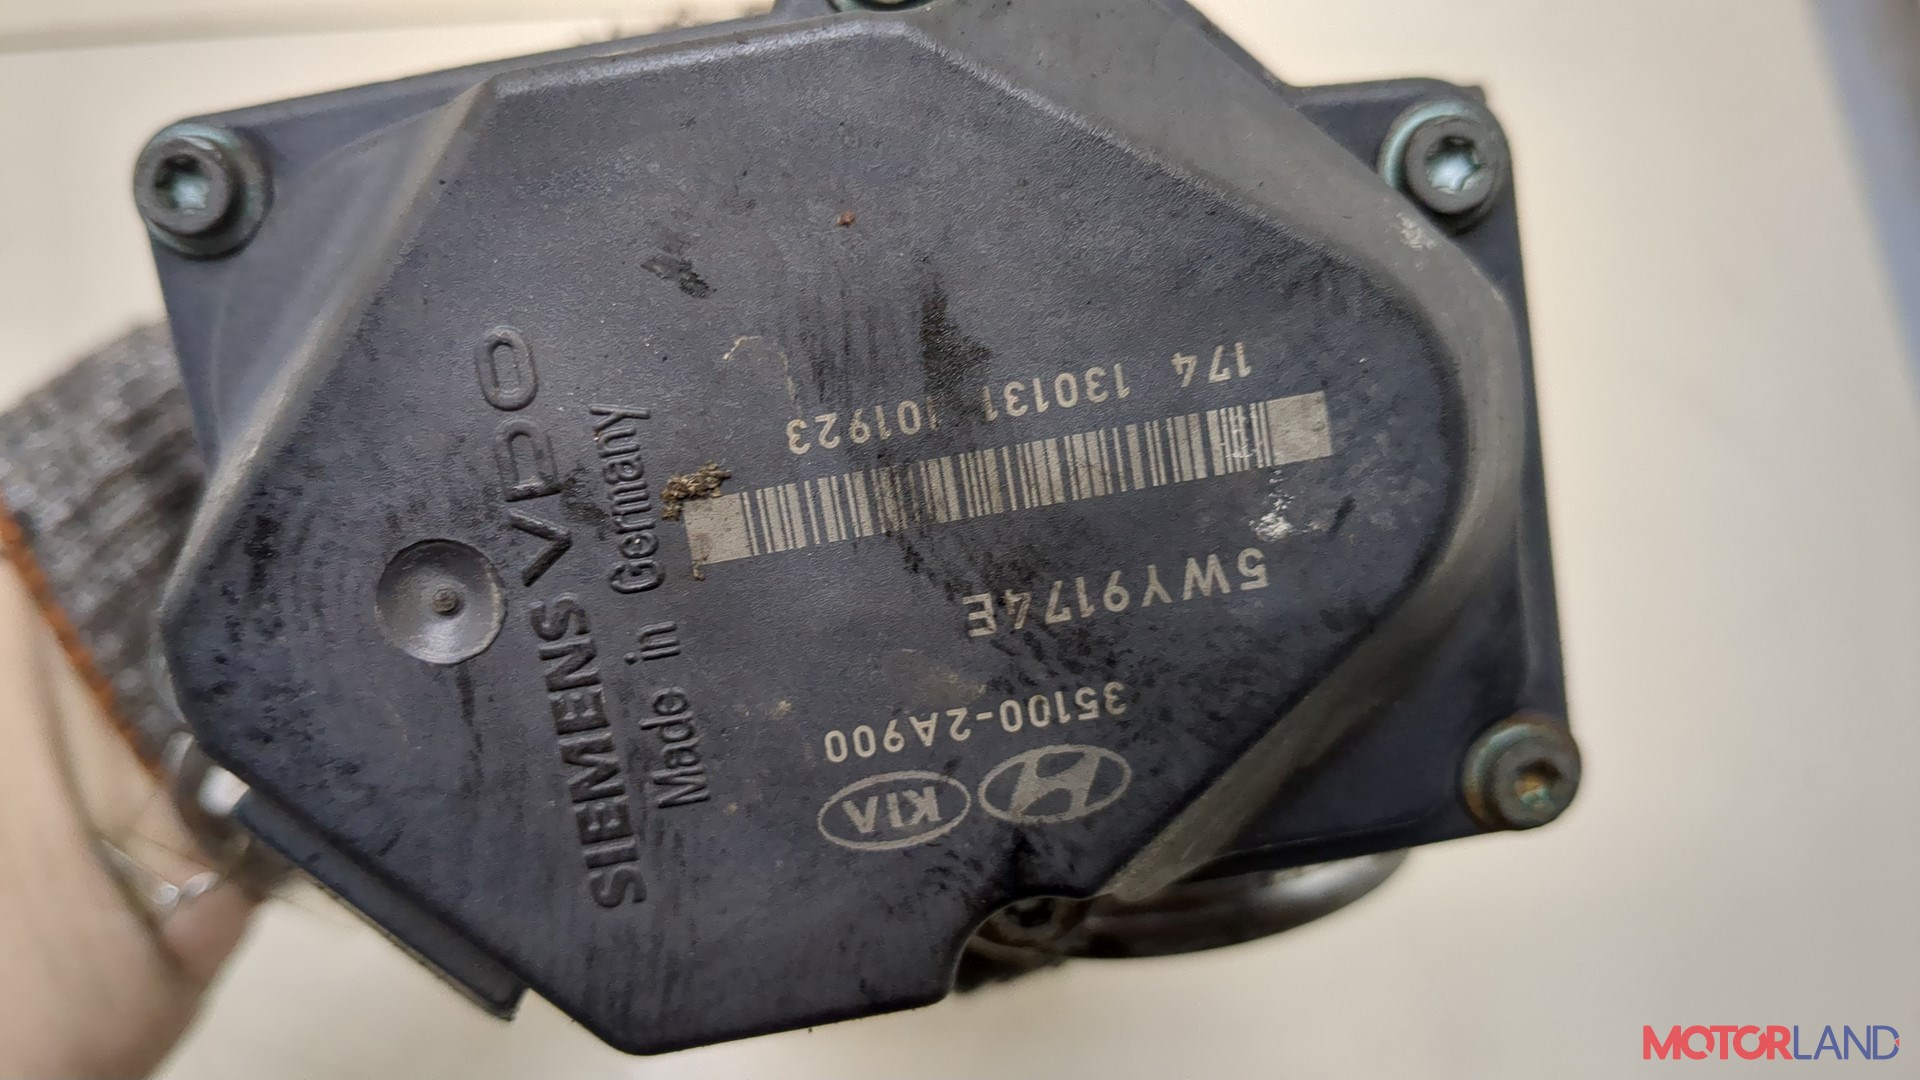 SIEMENS VDO
Made in Germany
KIA
35100-2A900
5WY9174E
174 130131 101923
MOTORLAND